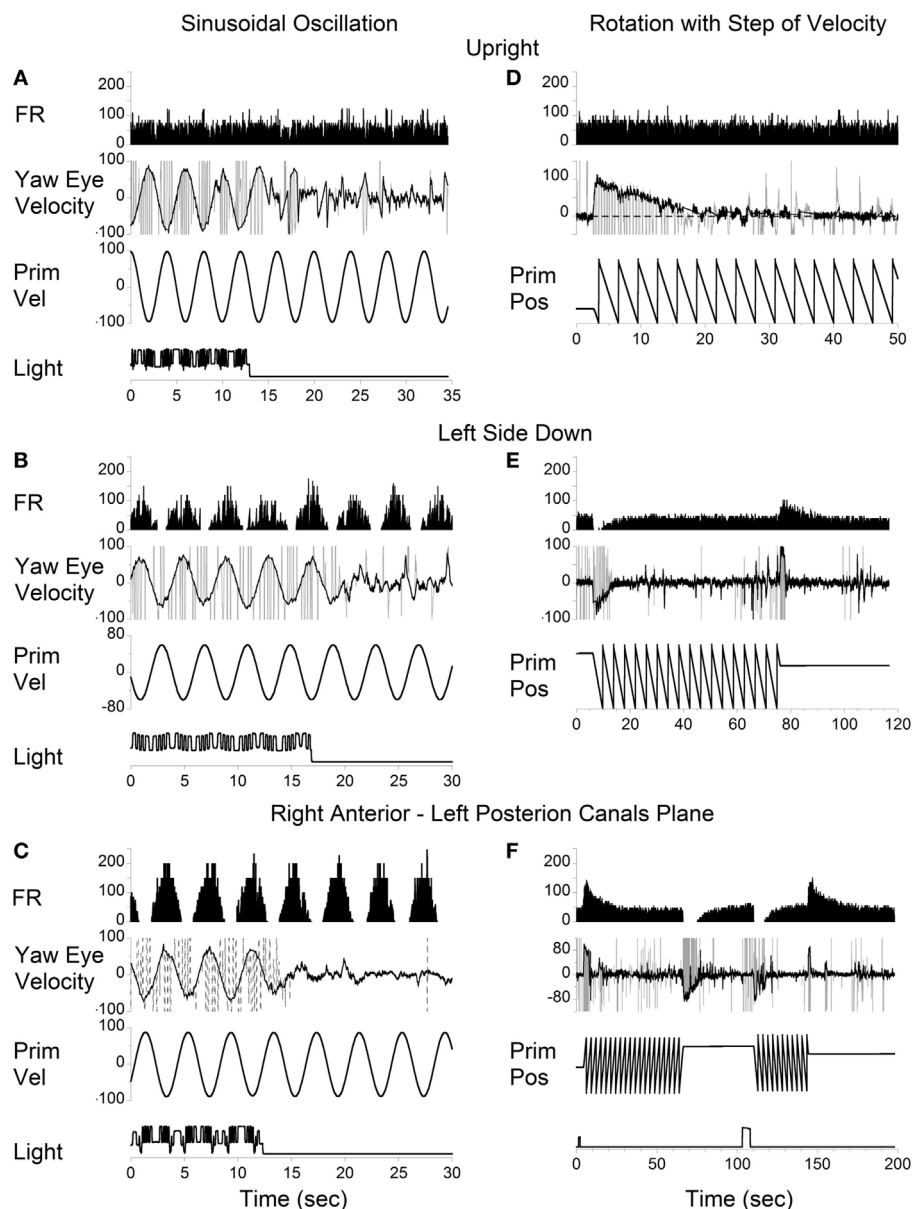 Sinusoidal Oscillation
Rotation with Step of Velocity
Upright
A
FR
200
100
0
Yaw Eye
Velocity
100
0
-100
Prim
Vel
100
0
-100
Light
0 5 10 15 20 25 30 35
D
200
100
0
100
0
Prim
Pos
0 10 20 30 40 50
Left Side Down
B
FR
200
100
0
Yaw Eye
Velocity
100
0
-100
Prim
Vel
80
0
-80
Light
0 5 10 15 20 25 30
E
200
100
0
100
0
-100
Prim
Pos
0 20 40 60 80 100 120
Right Anterior - Left Posterion Canals Plane
C
FR
200
100
0
Yaw Eye
Velocity
100
0
-100
Prim
Vel
100
0
-100
Light
0 5 10 15 20 25 30
Time (sec)
F
200
100
0
80
0
-80
Prim
Pos
0 50 100 150 200
Time (sec)